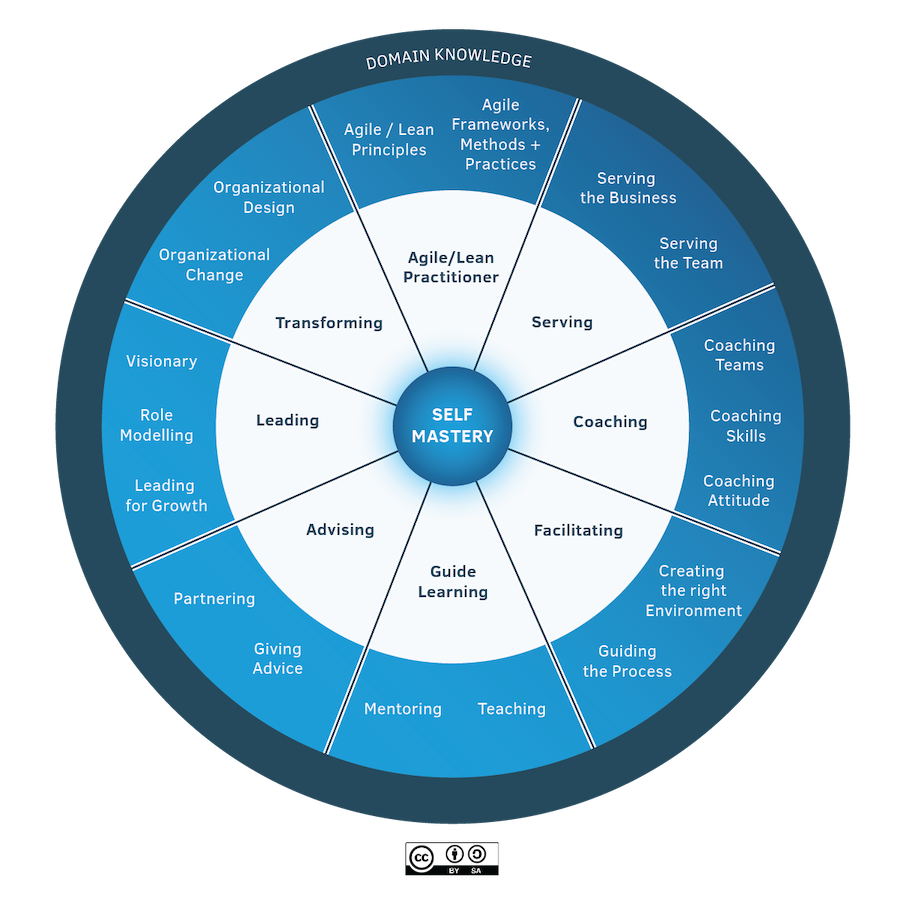 DOMAIN KNOWLEDGE
Agile / Lean
Principles
Agile
Frameworks,
Methods +
Practices
Serving
the Business
Serving
the Team
Coaching
Teams
Coaching
Skills
Coaching
Attitude
Creating
the right
Environment
Guiding
the Process
Teaching
Mentoring
Giving
Advice
Partnering
Leading
for Growth
Role
Modelling
Visionary
Organizational
Change
Organizational
Design
Agile/Lean
Practitioner
Serving
Coaching
Facilitating
Guide
Learning
Advising
Leading
Transforming
SELF
MASTERY
cc
BY SA